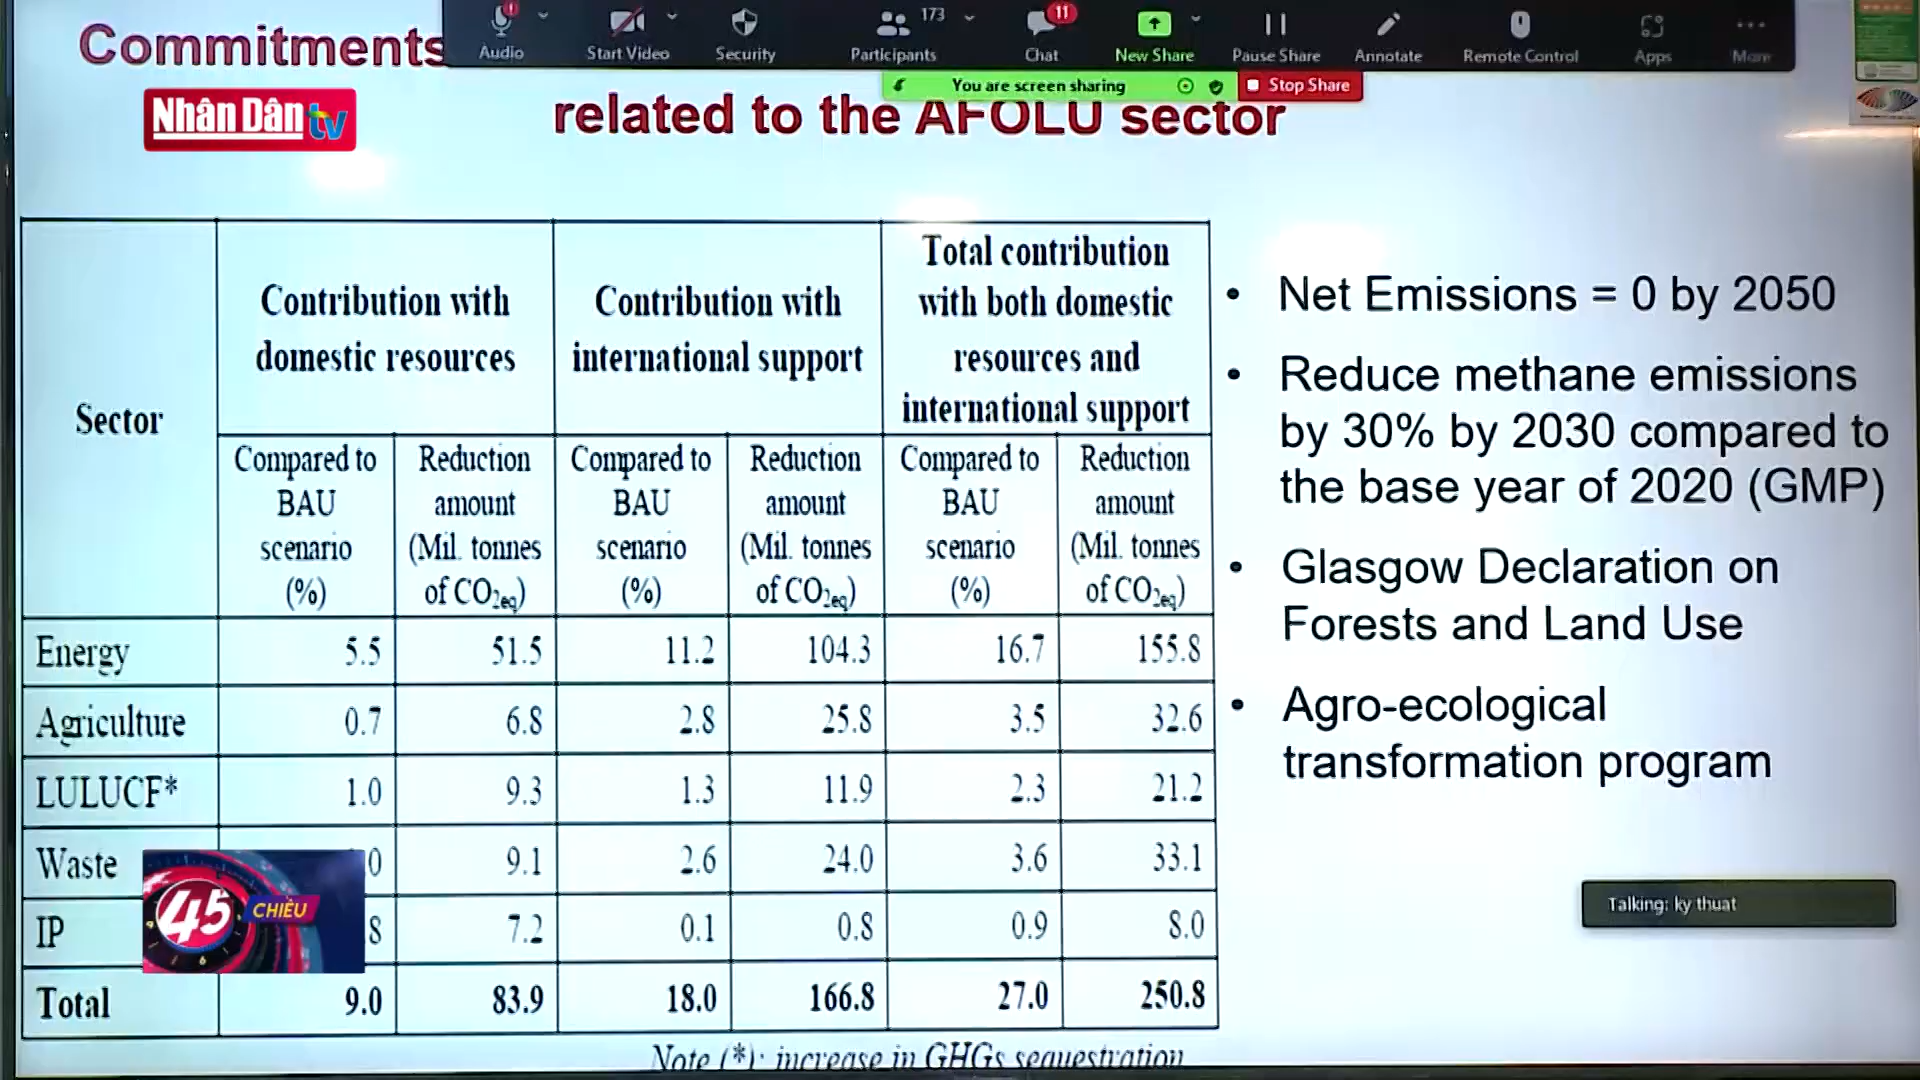 Commitments
Audio
Start Video
Security
Participants
173
Chat
11
New Share
Pause Share
Annotate
Remote Control
Apps
More
You are screen sharing
Stop Share
Nhân Dân tv
related to the AFOLU sector
Sector
Contribution with
domestic resources
Contribution with
international support
Total contribution
with both domestic
resources and
international support
Compared to
BAU
scenario
(%)
Reduction
amount
(Mil. tonnes
of CO2eq)
Compared to
BAU
scenario
(%)
Reduction
amount
(Mil. tonnes
of CO2eq)
Compared to
BAU
scenario
(%)
Reduction
amount
(Mil. tonnes
of CO2eq)
Energy 5.5 51.5 11.2 104.3 16.7 155.8
Agriculture 0.7 6.8 2.8 25.8 3.5 32.6
LULUCF* 1.0 9.3 1.3 11.9 2.3 21.2
Waste 0 9.1 2.6 24.0 3.6 33.1
IP 8 7.2 0.1 0.8 0.9 8.0
Total 9.0 83.9 18.0 166.8 27.0 250.8
Note (*): increase in GHGs sequestration
• Net Emissions = 0 by 2050
• Reduce methane emissions
by 30% by 2030 compared to
the base year of 2020 (GMP)
• Glasgow Declaration on
Forests and Land Use
• Agro-ecological
transformation program
Talking: ky thuat
45 CHIỀU